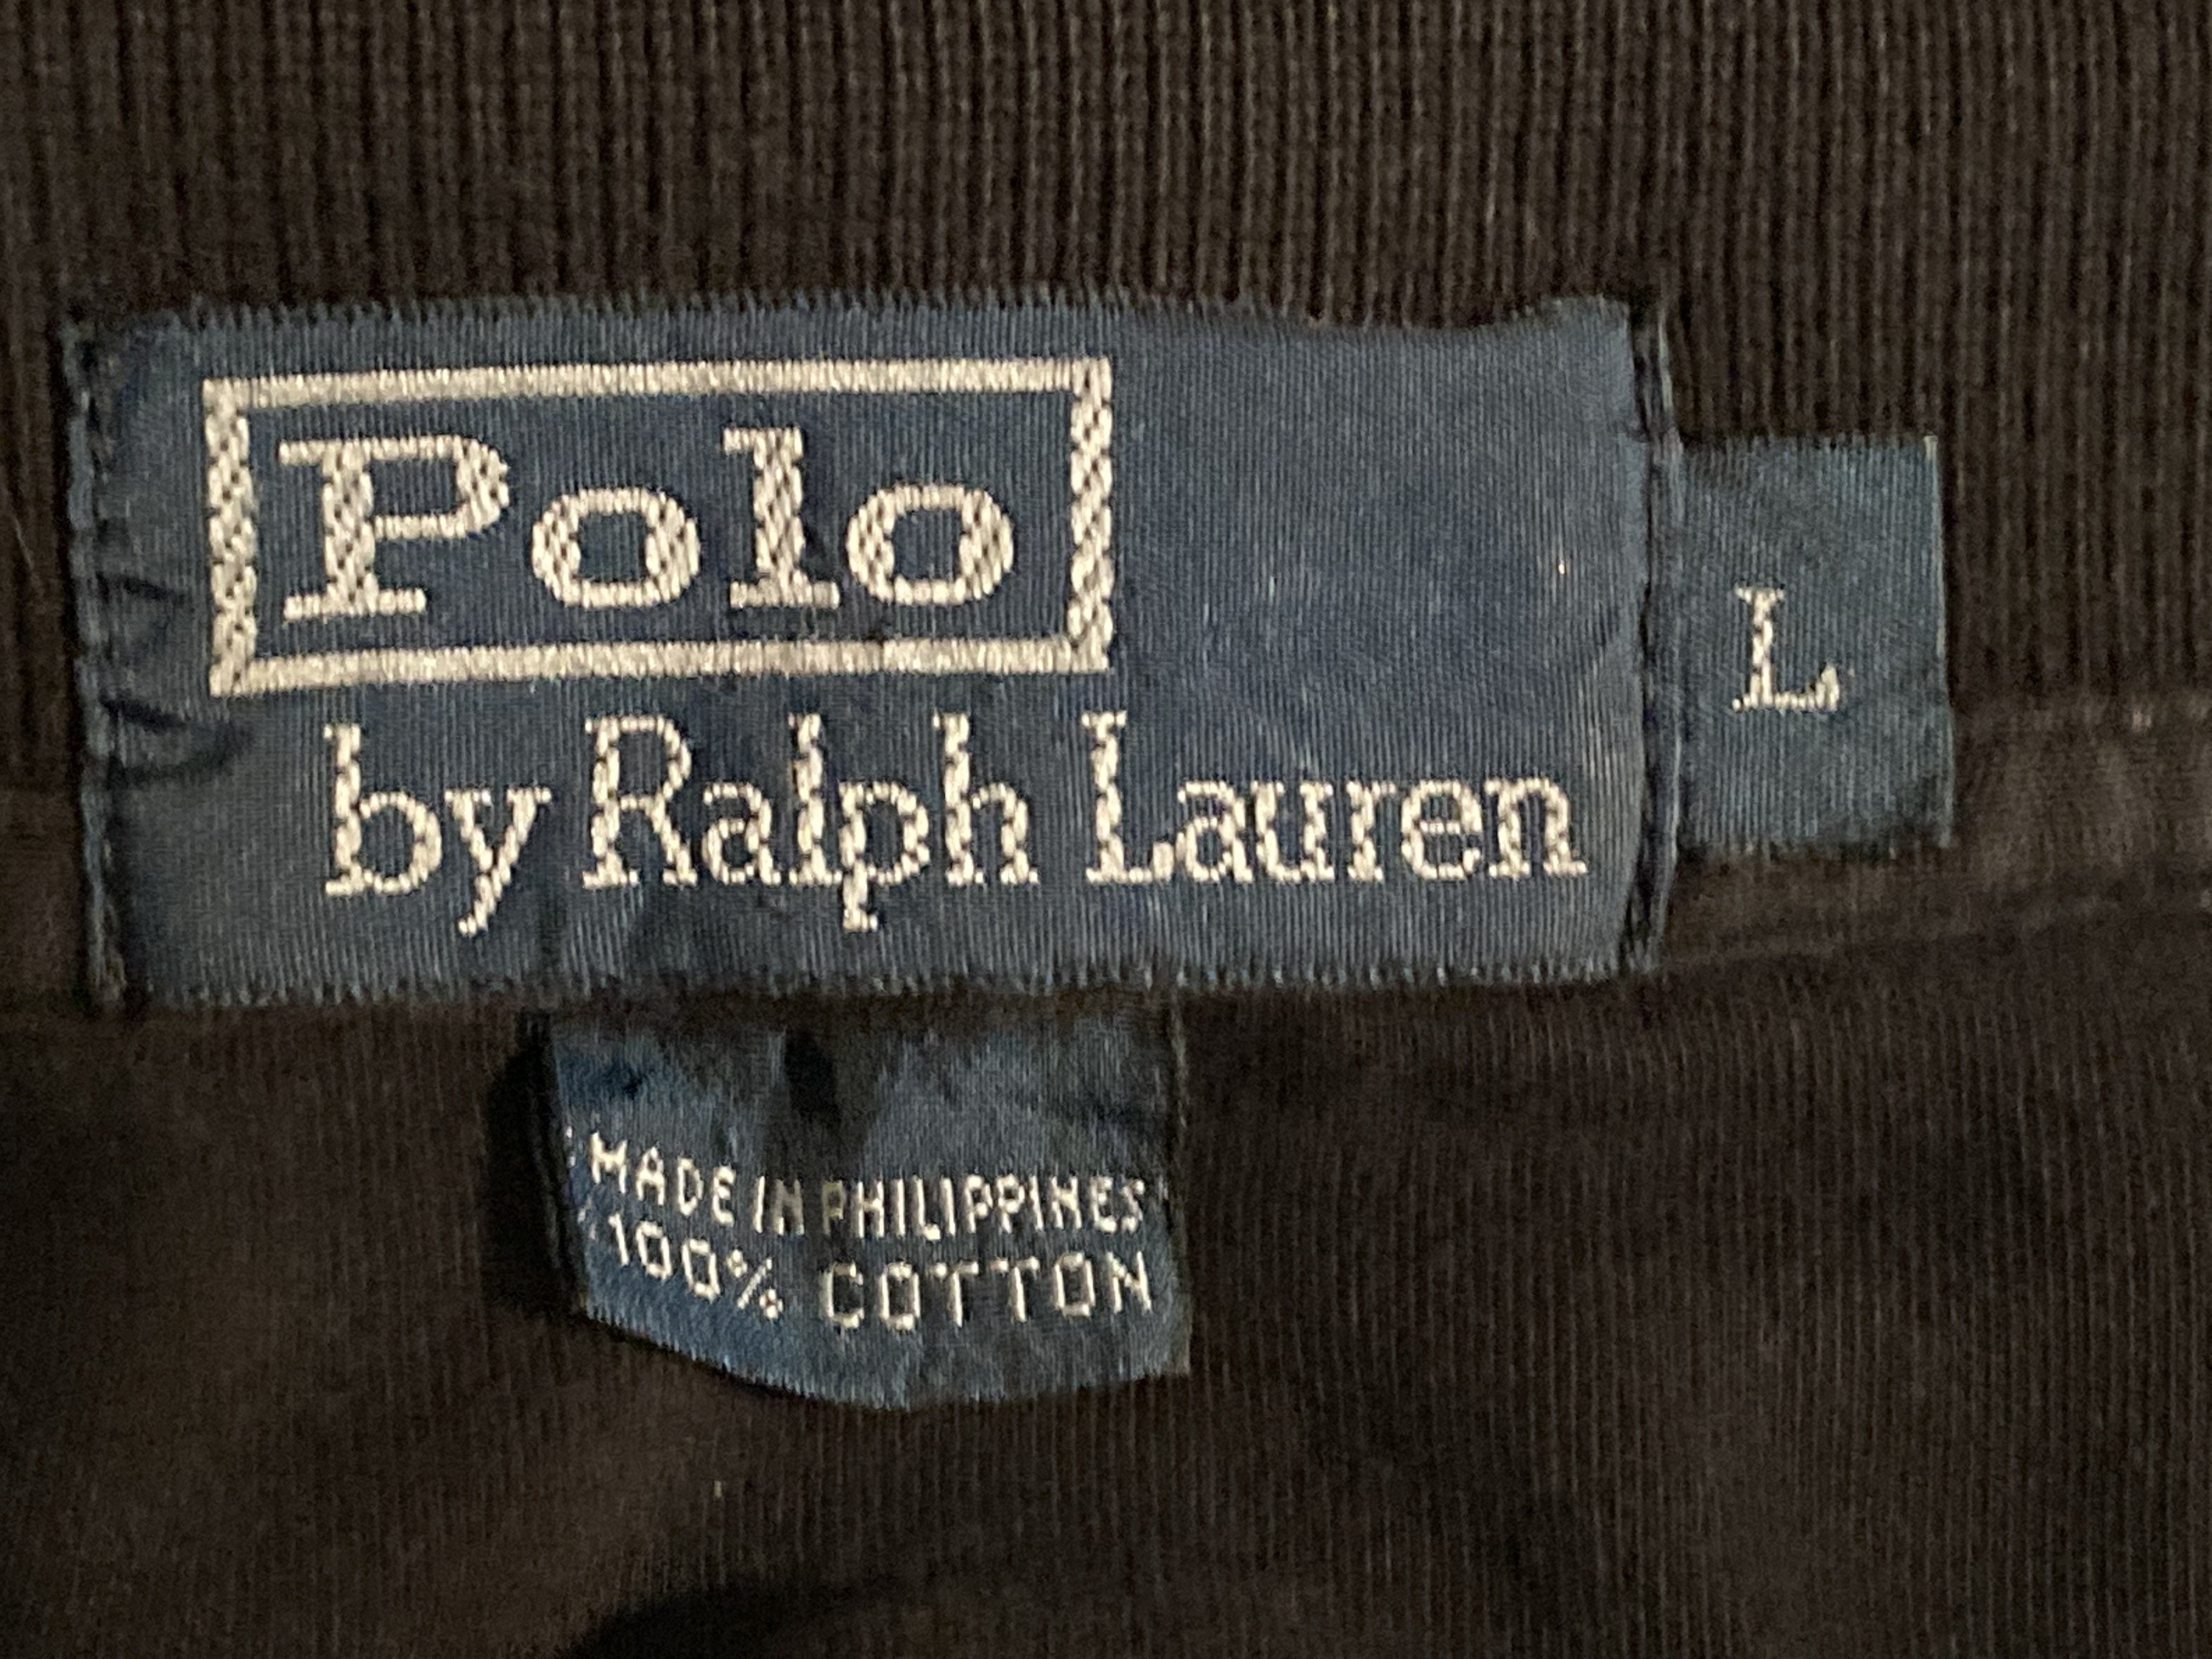 Polo
by Ralph Lauren
L
MADE IN PHILIPPINES
100% COTTON